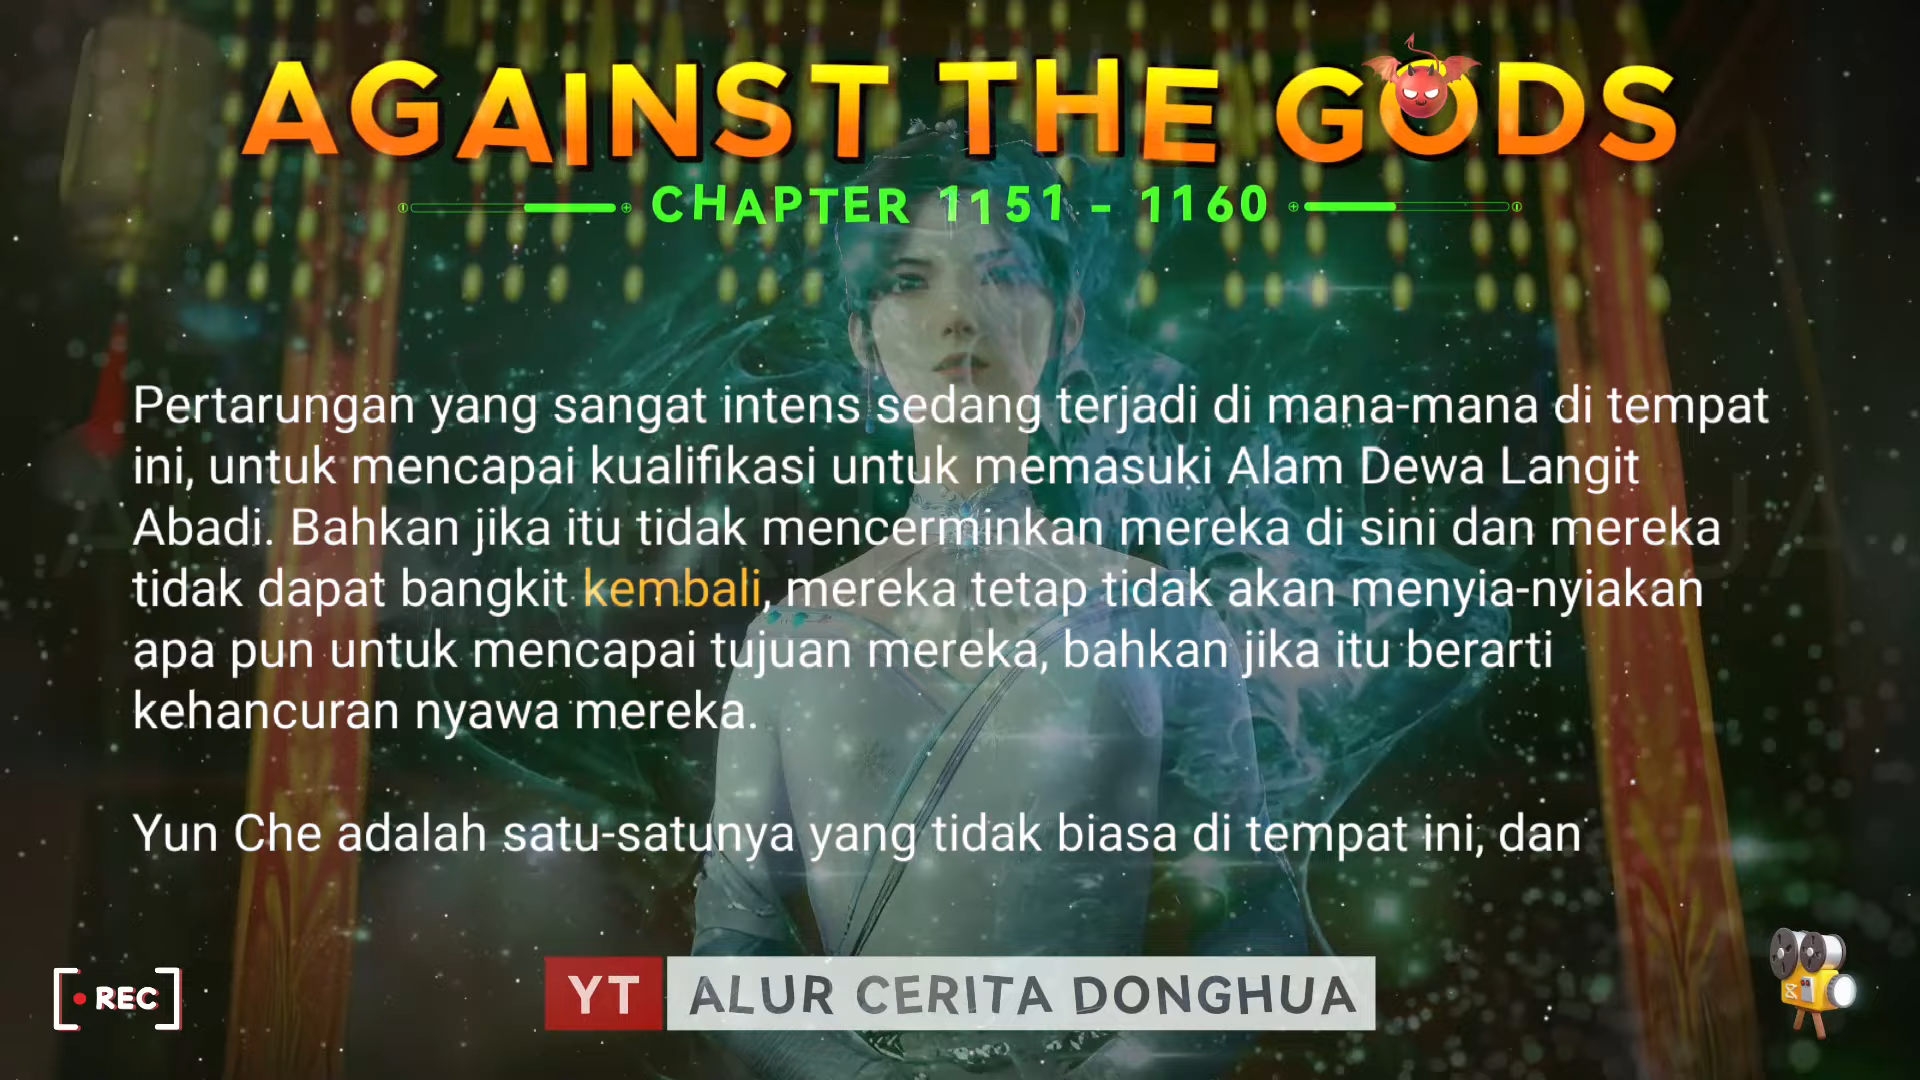 AGAINST THE GODS
CHAPTER 1151 - 1160
Pertarungan yang sangat intens sedang terjadi di mana-mana di tempat
ini, untuk mencapai kualifikasi untuk memasuki Alam Dewa Langit
Abadi. Bahkan jika itu tidak mencerminkan mereka di sini dan mereka
tidak dapat bangkit kembali, mereka tetap tidak akan menyia-nyiakan
apa pun untuk mencapai tujuan mereka, bahkan jika itu berarti
kehancuran nyawa mereka.
Yun Che adalah satu-satunya yang tidak biasa di tempat ini, dan
REC
YT ALUR CERITA DONGHUA